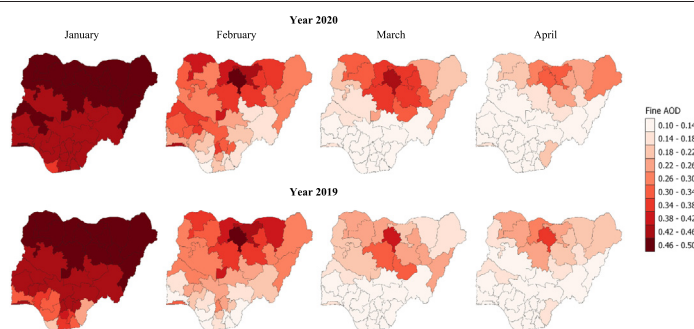 Year 2020
January February March April
Fine AOD
0.10 - 0.14
0.14 - 0.18
0.18 - 0.22
0.22 - 0.26
0.26 - 0.30
0.30 - 0.34
0.34 - 0.38
0.38 - 0.42
0.42 - 0.46
0.46 - 0.50
Year 2019